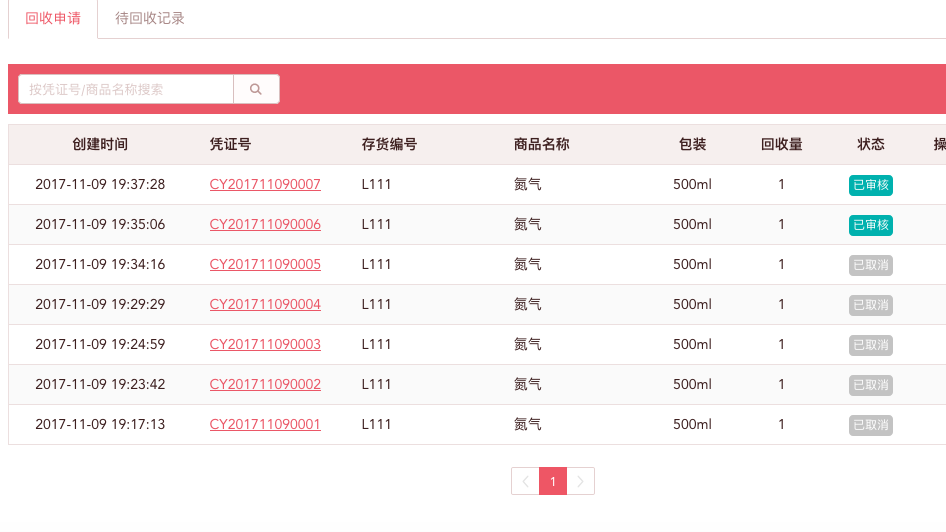 回收申请 待回收记录
按凭证号/商品名称搜索
创建时间 凭证号 存货编号 商品名称 包装 回收量 状态
2017-11-09 19:37:28 CY201711090007 L111 氮气 500ml 1 已审核
2017-11-09 19:35:06 CY201711090006 L111 氮气 500ml 1 已审核
2017-11-09 19:34:16 CY201711090005 L111 氮气 500ml 1 已取消
2017-11-09 19:29:29 CY201711090004 L111 氮气 500ml 1 已取消
2017-11-09 19:24:59 CY201711090003 L111 氮气 500ml 1 已取消
2017-11-09 19:23:42 CY201711090002 L111 氮气 500ml 1 已取消
2017-11-09 19:17:13 CY201711090001 L111 氮气 500ml 1 已取消
1